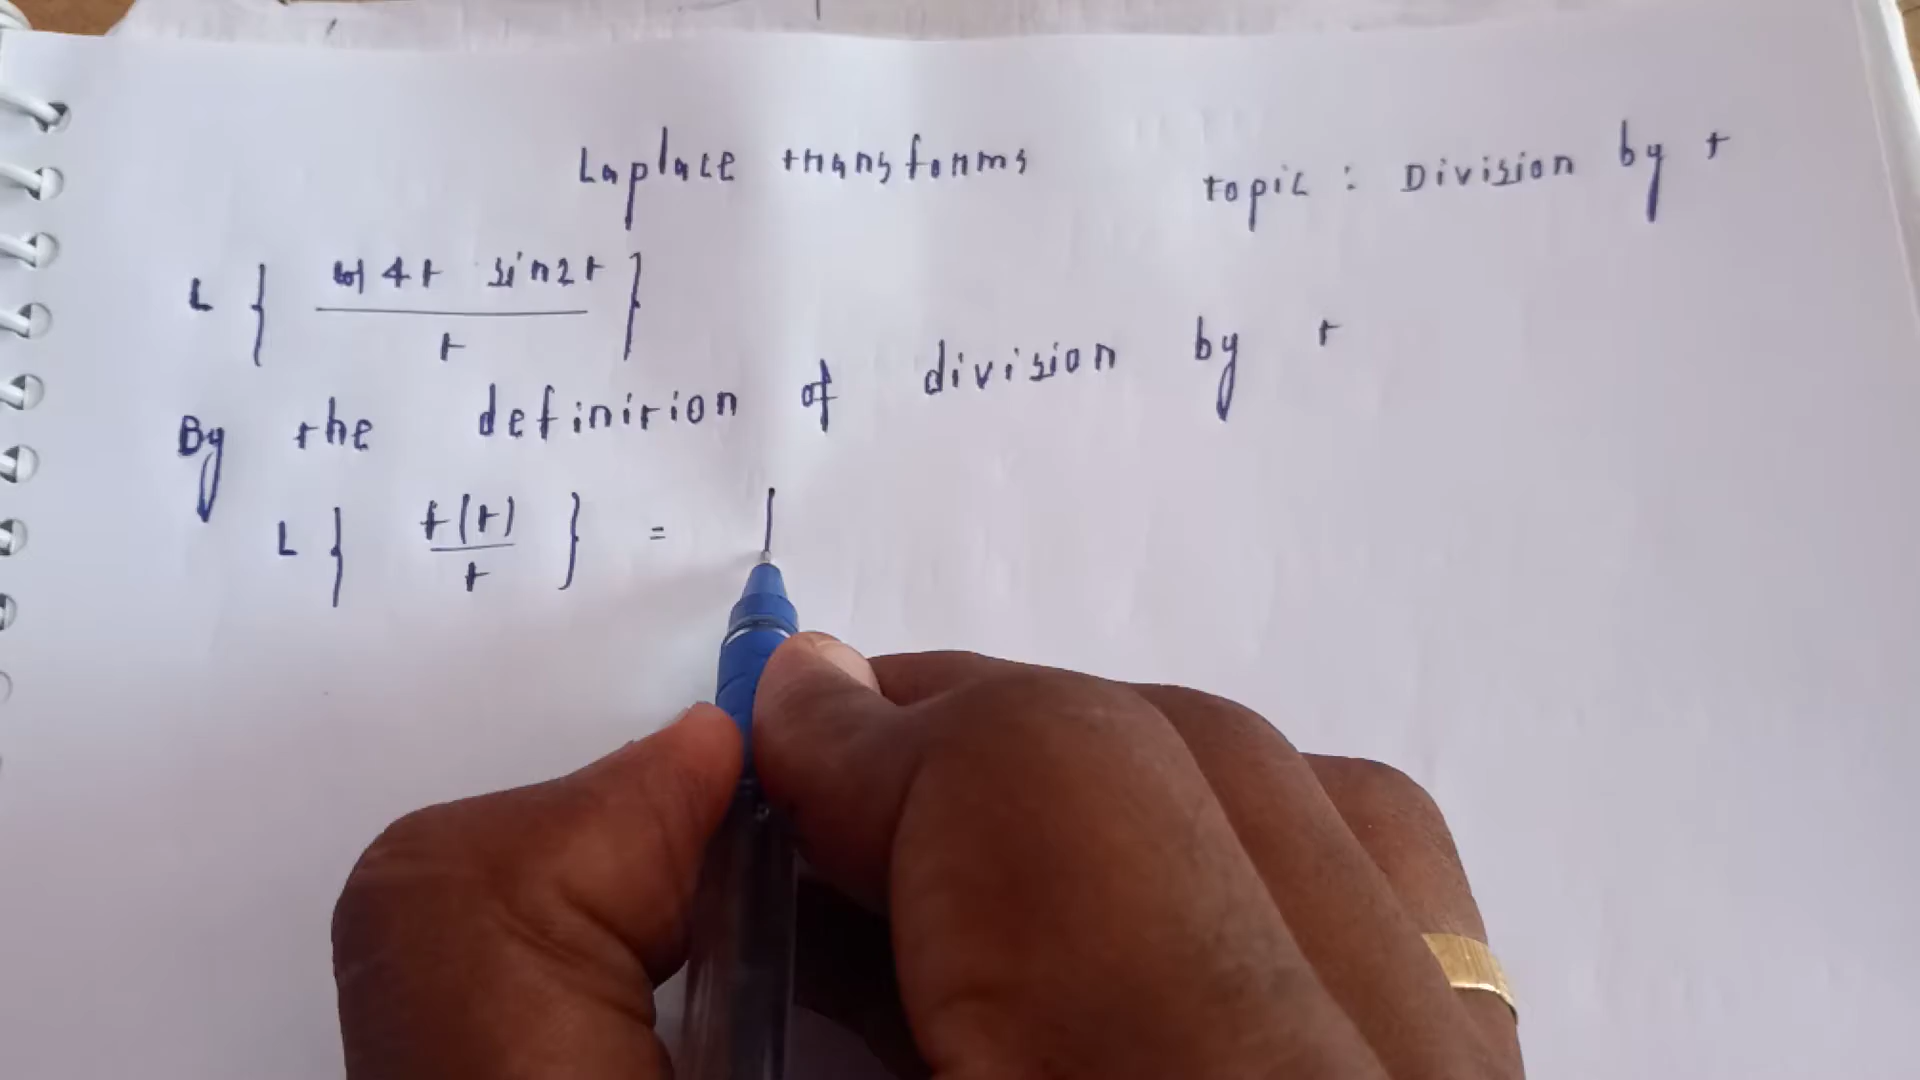 Laplace transforms
topic : Division by t
L { cos 4t sin2t / t }
By the definition of division by t
L { f(t) / t } = ∫